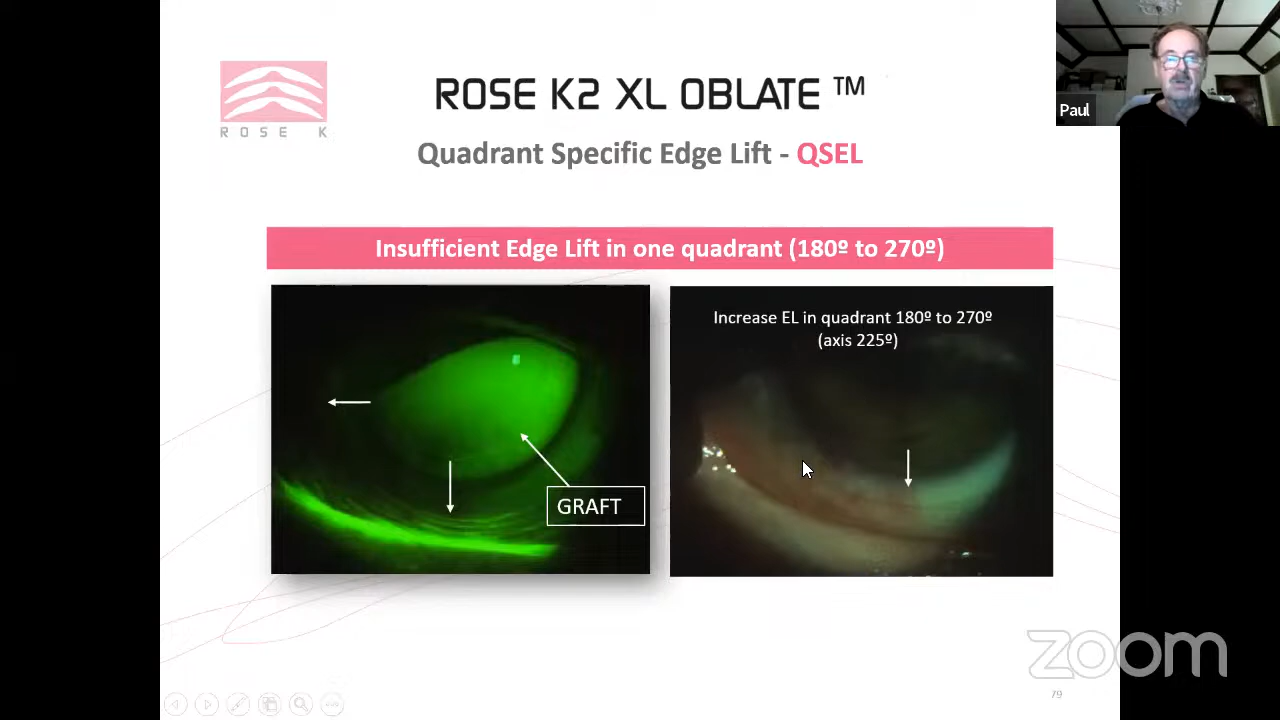 ROSE K
ROSE K2 XL OBLATE ™
Quadrant Specific Edge Lift - QSEL
Paul
Insufficient Edge Lift in one quadrant (180º to 270º)
Increase EL in quadrant 180º to 270º
(axis 225º)
GRAFT
zoom
79